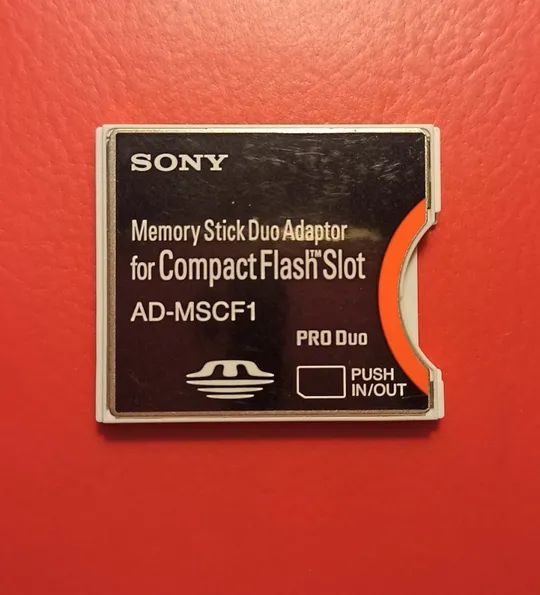 SONY
Memory Stick Duo Adaptor
for CompactFlash™ Slot
AD-MSCF1
PRO Duo
PUSH
IN/OUT